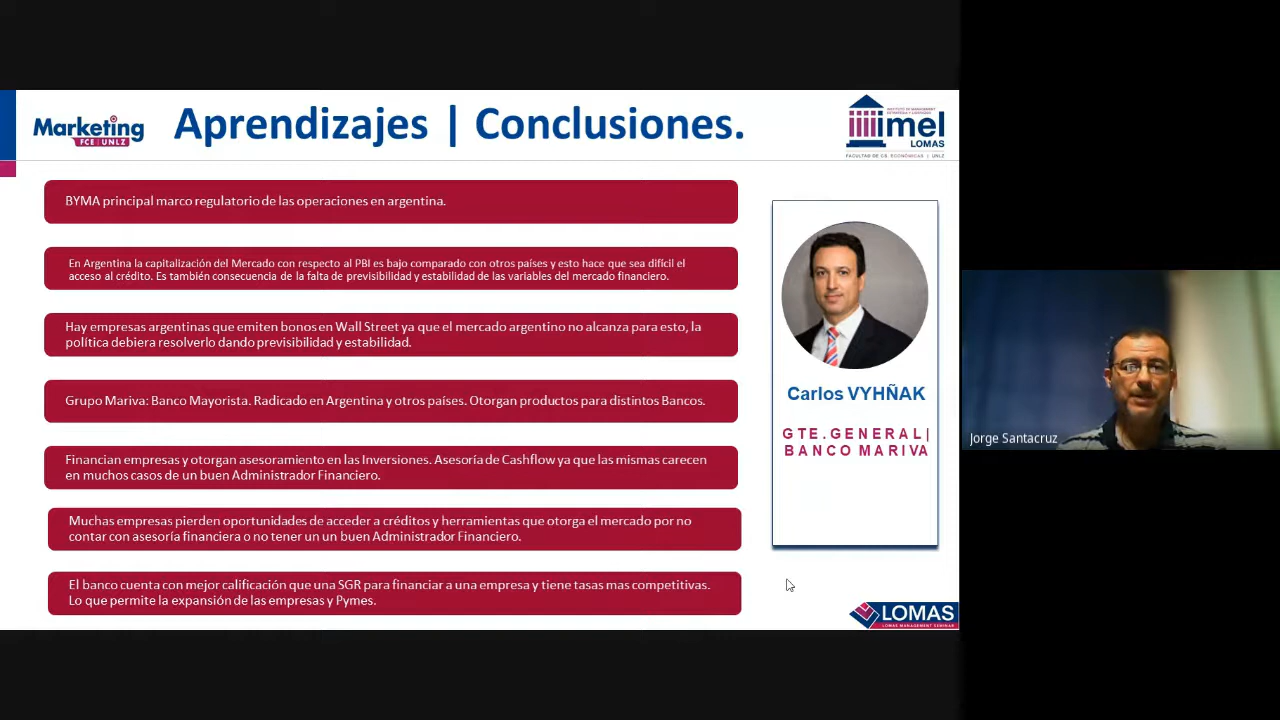 Marketing
FCE | UNLZ
Aprendizajes | Conclusiones.
INSTITUTO DE MANAGEMENT
ESTRATEGIA Y LIDERAZGO
imel
LOMAS
FACULTAD DE CS. ECONÓMICAS | UNLZ
BYMA principal marco regulatorio de las operaciones en argentina.
En Argentina la capitalización del Mercado con respecto al PBI es bajo comparado con otros países y esto hace que sea difícil el
acceso al crédito. Es también consecuencia de la falta de previsibilidad y estabilidad de las variables del mercado financiero.
Hay empresas argentinas que emiten bonos en Wall Street ya que el mercado argentino no alcanza para esto, la
política debiera resolverlo dando previsibilidad y estabilidad.
Grupo Mariva: Banco Mayorista. Radicado en Argentina y otros países. Otorgan productos para distintos Bancos.
Financian empresas y otorgan asesoramiento en las Inversiones. Asesoría de Cashflow ya que las mismas carecen
en muchos casos de un buen Administrador Financiero.
Muchas empresas pierden oportunidades de acceder a créditos y herramientas que otorga el mercado por no
contar con asesoría financiera o no tener un un buen Administrador Financiero.
El banco cuenta con mejor calificación que una SGR para financiar a una empresa y tiene tasas mas competitivas.
Lo que permite la expansión de las empresas y Pymes.
Carlos VYHÑAK
GTE.GENERAL|
BANCO MARIVA
LOMAS
LOMAS MANAGEMENT SEMINAR
Jorge Santacruz